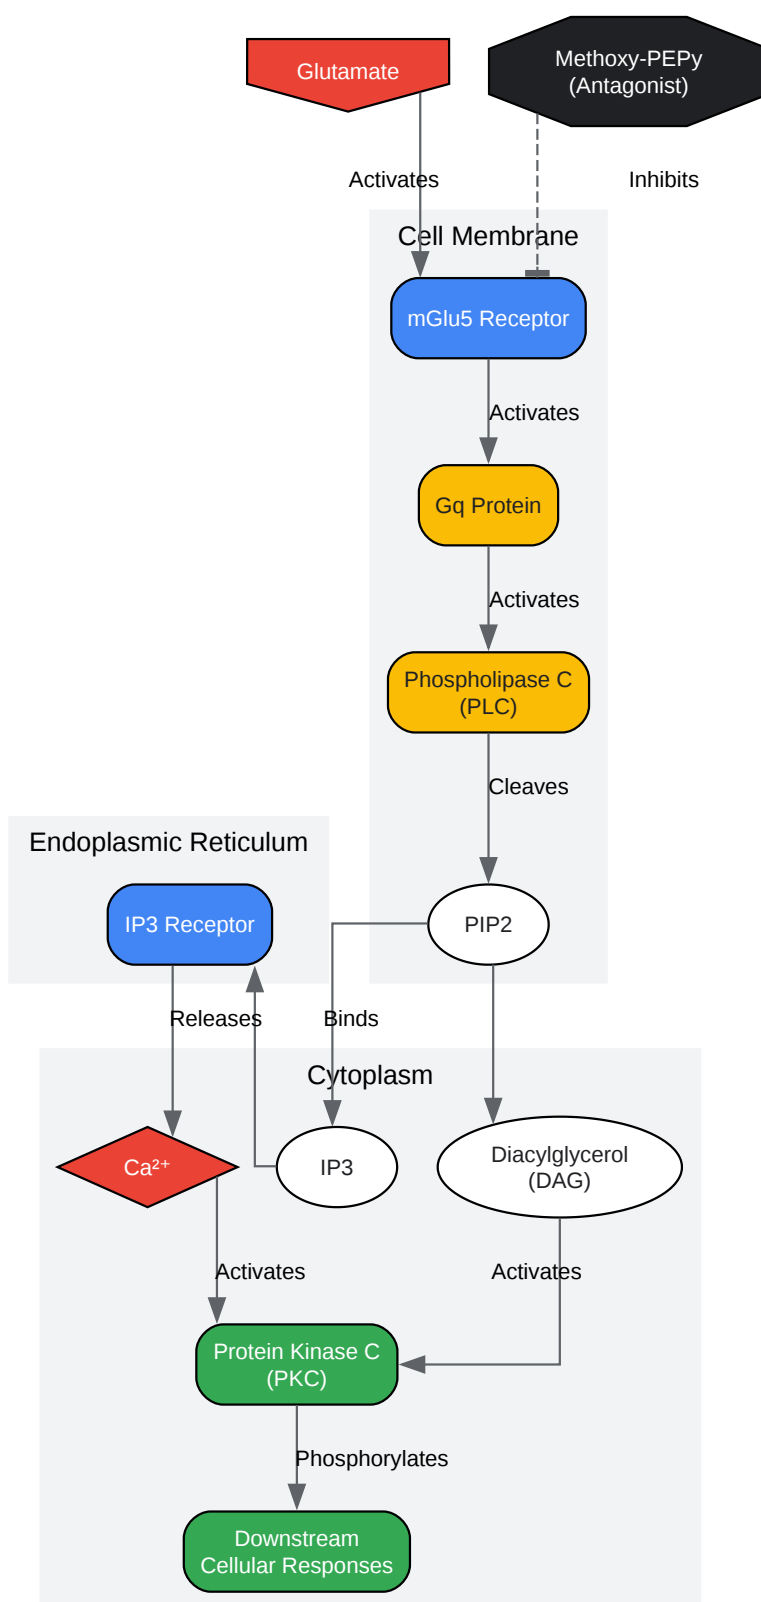 Glutamate
Methoxy-PEPy
(Antagonist)
Activates
Inhibits
Cell Membrane
mGlu5 Receptor
Activates
Gq Protein
Activates
Phospholipase C
(PLC)
Cleaves
Endoplasmic Reticulum
IP3 Receptor
PIP2
Releases
Binds
Cytoplasm
Ca²⁺
IP3
Diacylglycerol
(DAG)
Activates
Activates
Protein Kinase C
(PKC)
Phosphorylates
Downstream
Cellular Responses